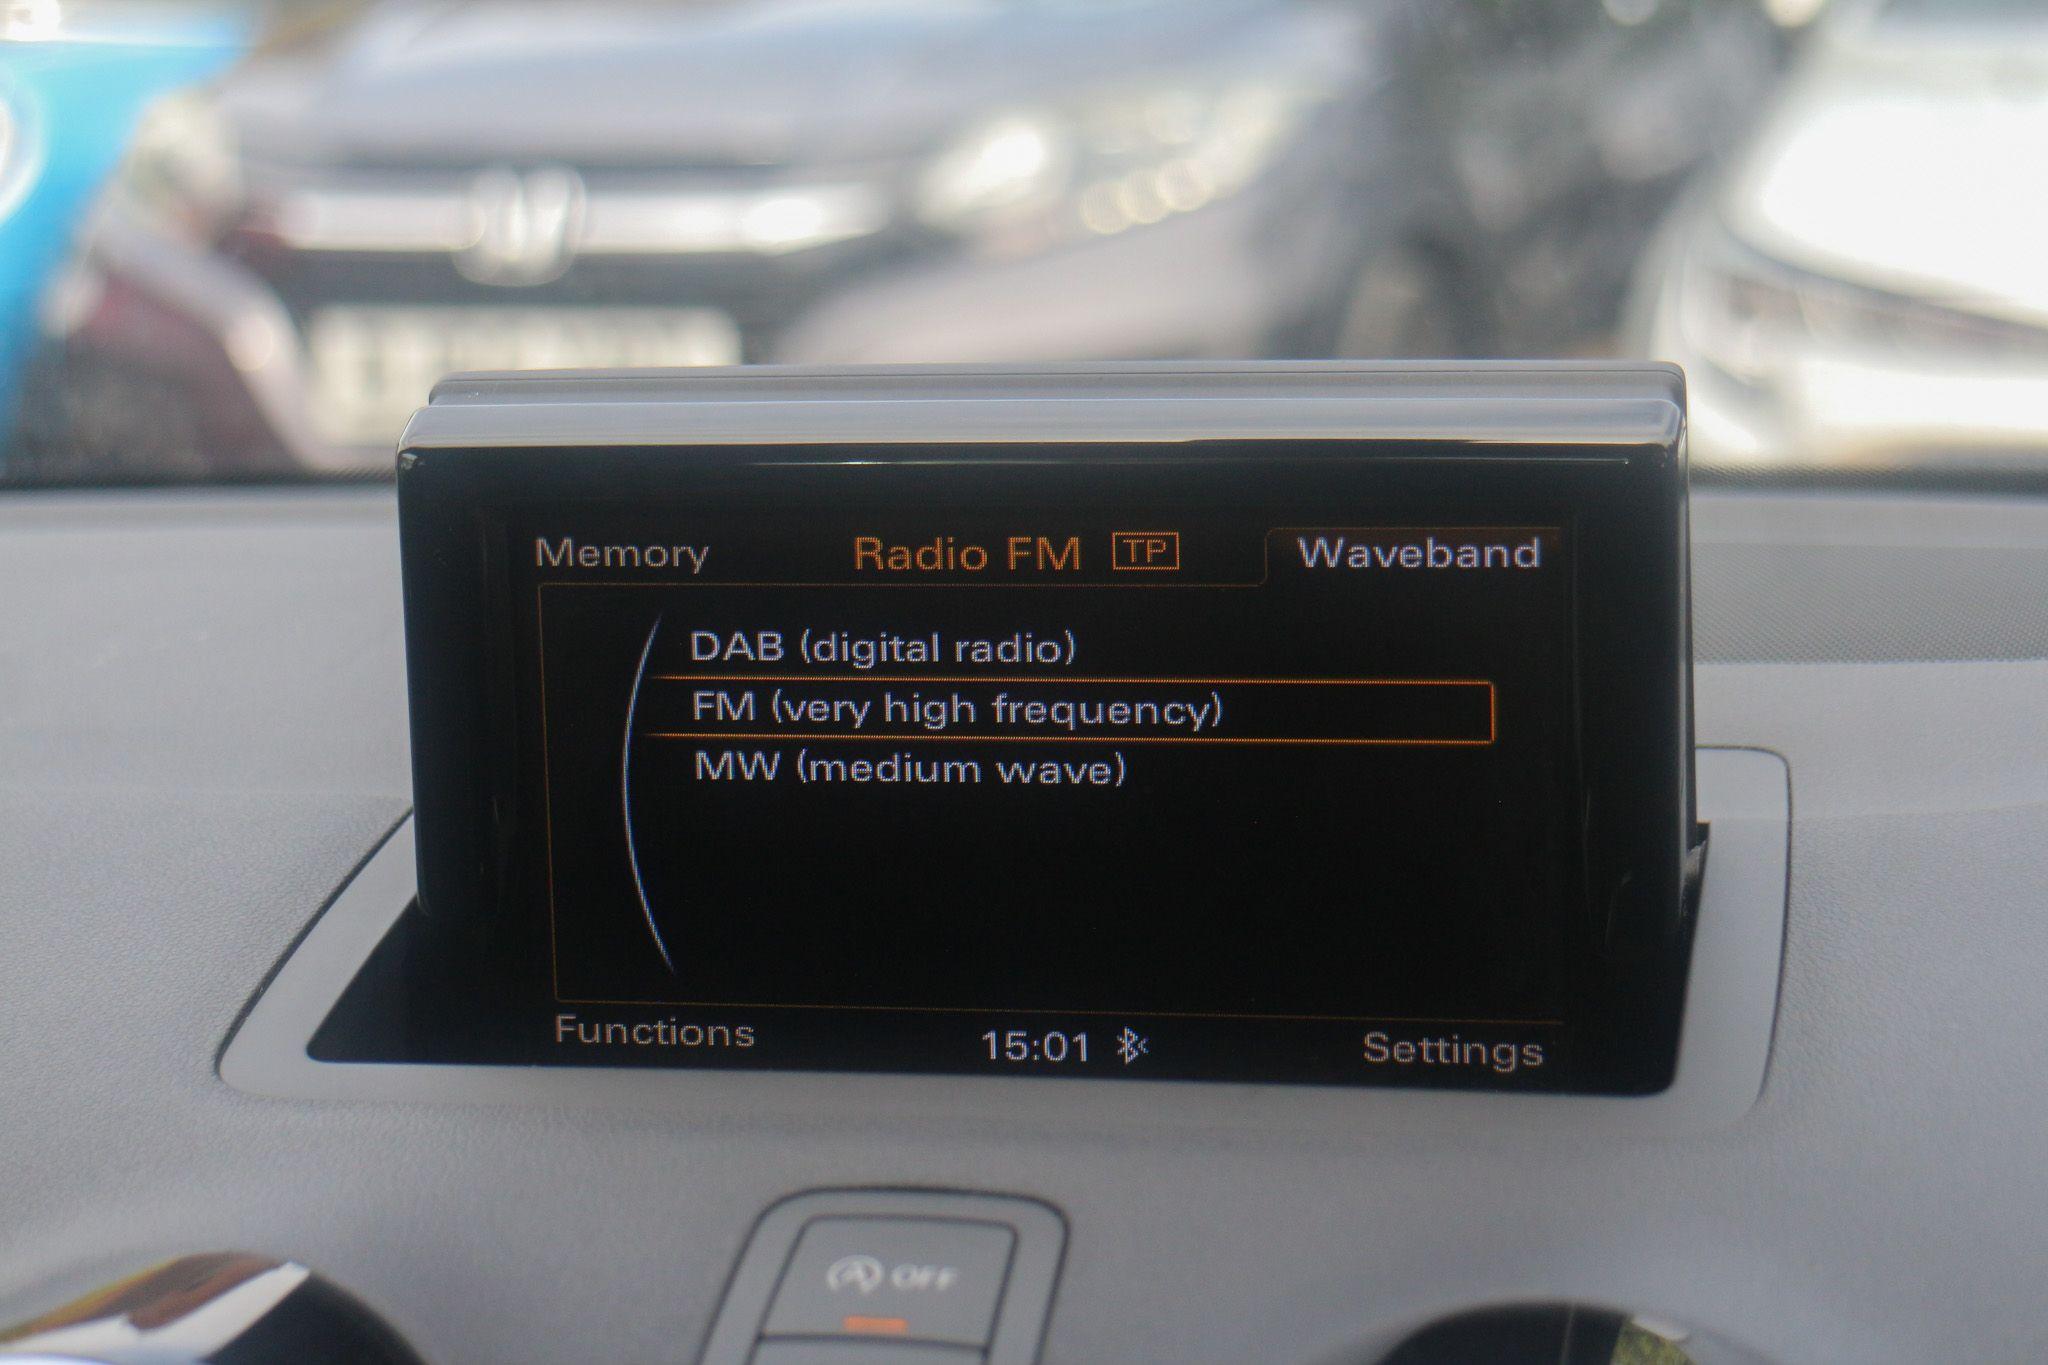 Memory Radio FM TP Waveband
DAB (digital radio)
FM (very high frequency)
MW (medium wave)
Functions 15:01 Settings
A OFF